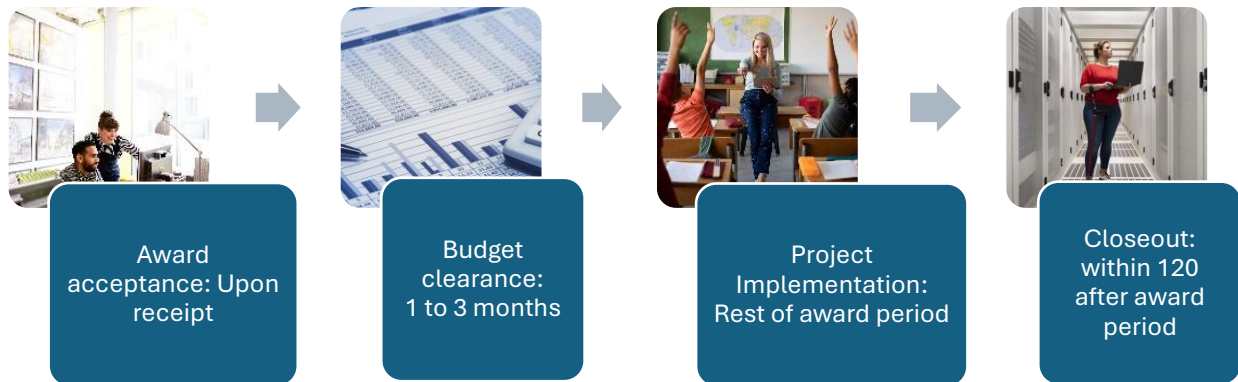 Award
acceptance: Upon
receipt
Budget
clearance:
1 to 3 months
Project
Implementation:
Rest of award period
Closeout:
within 120
after award
period